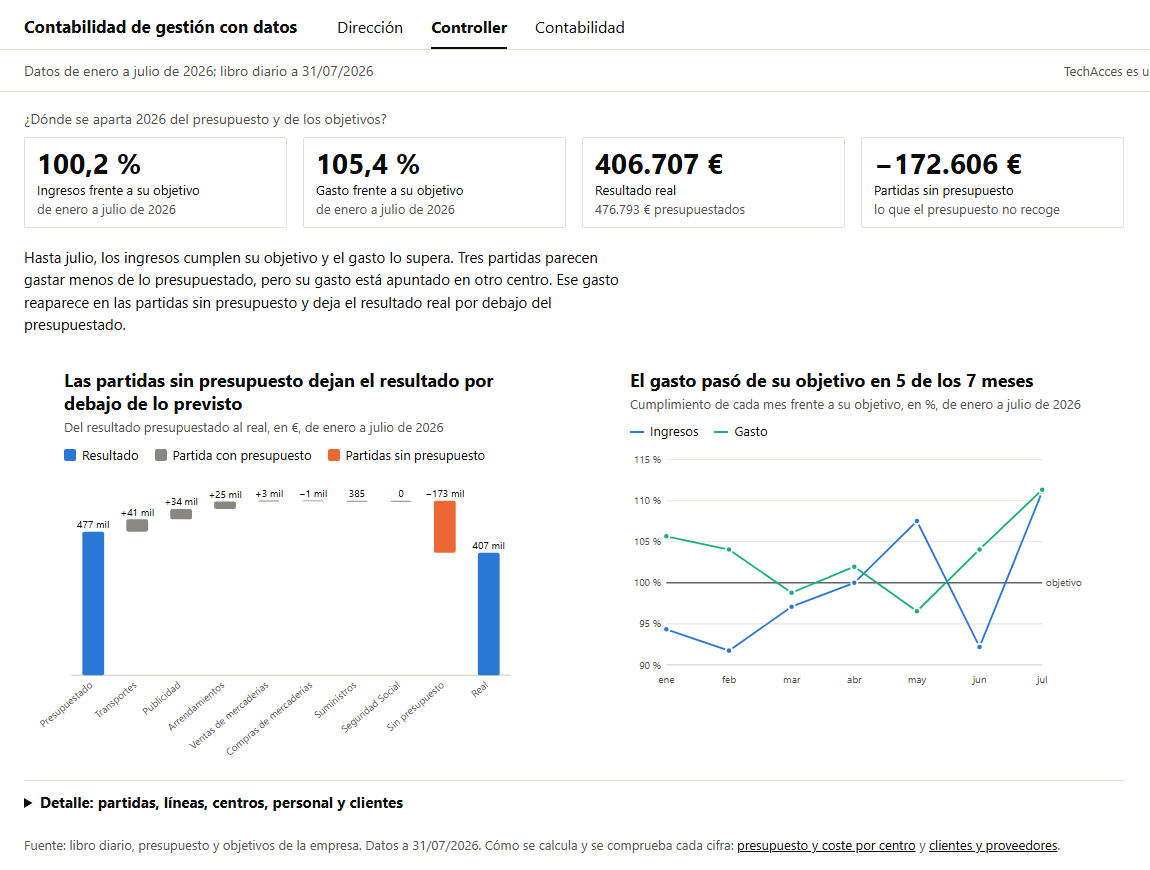 Contabilidad de gestión con datos
Dirección
Controller
Contabilidad
Datos de enero a julio de 2026; libro diario a 31/07/2026
TechAcces es u
¿Dónde se aparta 2026 del presupuesto y de los objetivos?
100,2 %
Ingresos frente a su objetivo
de enero a julio de 2026
105,4 %
Gasto frente a su objetivo
de enero a julio de 2026
406.707 €
Resultado real
476.793 € presupuestados
−172.606 €
Partidas sin presupuesto
lo que el presupuesto no recoge
Hasta julio, los ingresos cumplen su objetivo y el gasto lo supera. Tres partidas parecen
gastar menos de lo presupuestado, pero su gasto está apuntado en otro centro. Ese gasto
reaparece en las partidas sin presupuesto y deja el resultado real por debajo del
presupuestado.
Las partidas sin presupuesto dejan el resultado por
debajo de lo previsto
Del resultado presupuestado al real, en €, de enero a julio de 2026
Resultado
Partida con presupuesto
Partidas sin presupuesto
477 mil
+41 mil
+34 mil
+25 mil
+3 mil
−1 mil
385
0
−173 mil
407 mil
Presupuestado
Transportes
Publicidad
Arrendamientos
Ventas de mercaderías
Compras de mercaderías
Suministros
Seguridad Social
Sin presupuesto
Real
El gasto pasó de su objetivo en 5 de los 7 meses
Cumplimiento de cada mes frente a su objetivo, en %, de enero a julio de 2026
Ingresos
Gasto
115 %
110 %
105 %
100 %
objetivo
95 %
90 %
ene
feb
mar
abr
may
jun
jul
Detalle: partidas, líneas, centros, personal y clientes
Fuente: libro diario, presupuesto y objetivos de la empresa. Datos a 31/07/2026. Cómo se calcula y se comprueba cada cifra: presupuesto y coste por centro y clientes y proveedores.